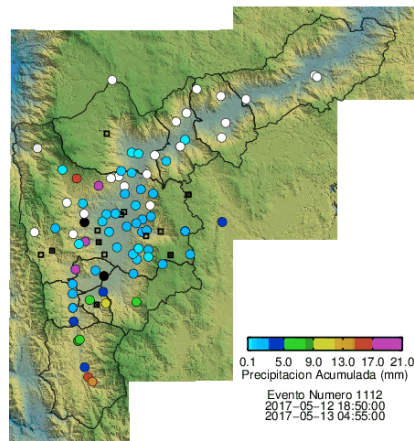 0.1 5.0 9.0 13.0 17.0 21.0
Precipitacion Acumulada (mm)
Evento Numero 1112
2017−05−12 18:50:00
2017−05−13 04:55:00